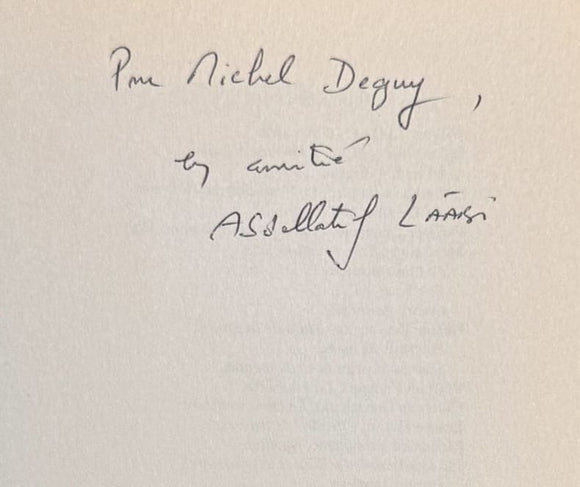 Pour Michel Deguy,
en amitié
Abdellatif Laâbi